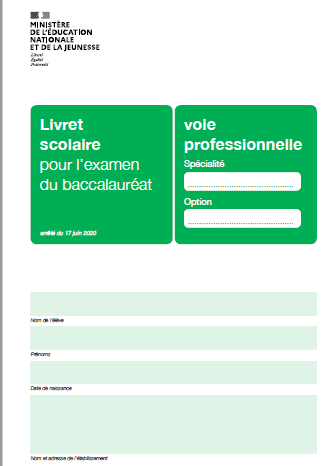 MINISTÈRE
DE L'ÉDUCATION
NATIONALE
ET DE LA JEUNESSE
Liberté
Égalité
Fraternité
Livret
scolaire
pour l'examen
du baccalauréat
arrêté du 17 juin 2020
voie
professionnelle
Spécialité
Option
Nom de l'élève
Prénoms
Date de naissance
Nom et adresse de l'établissement